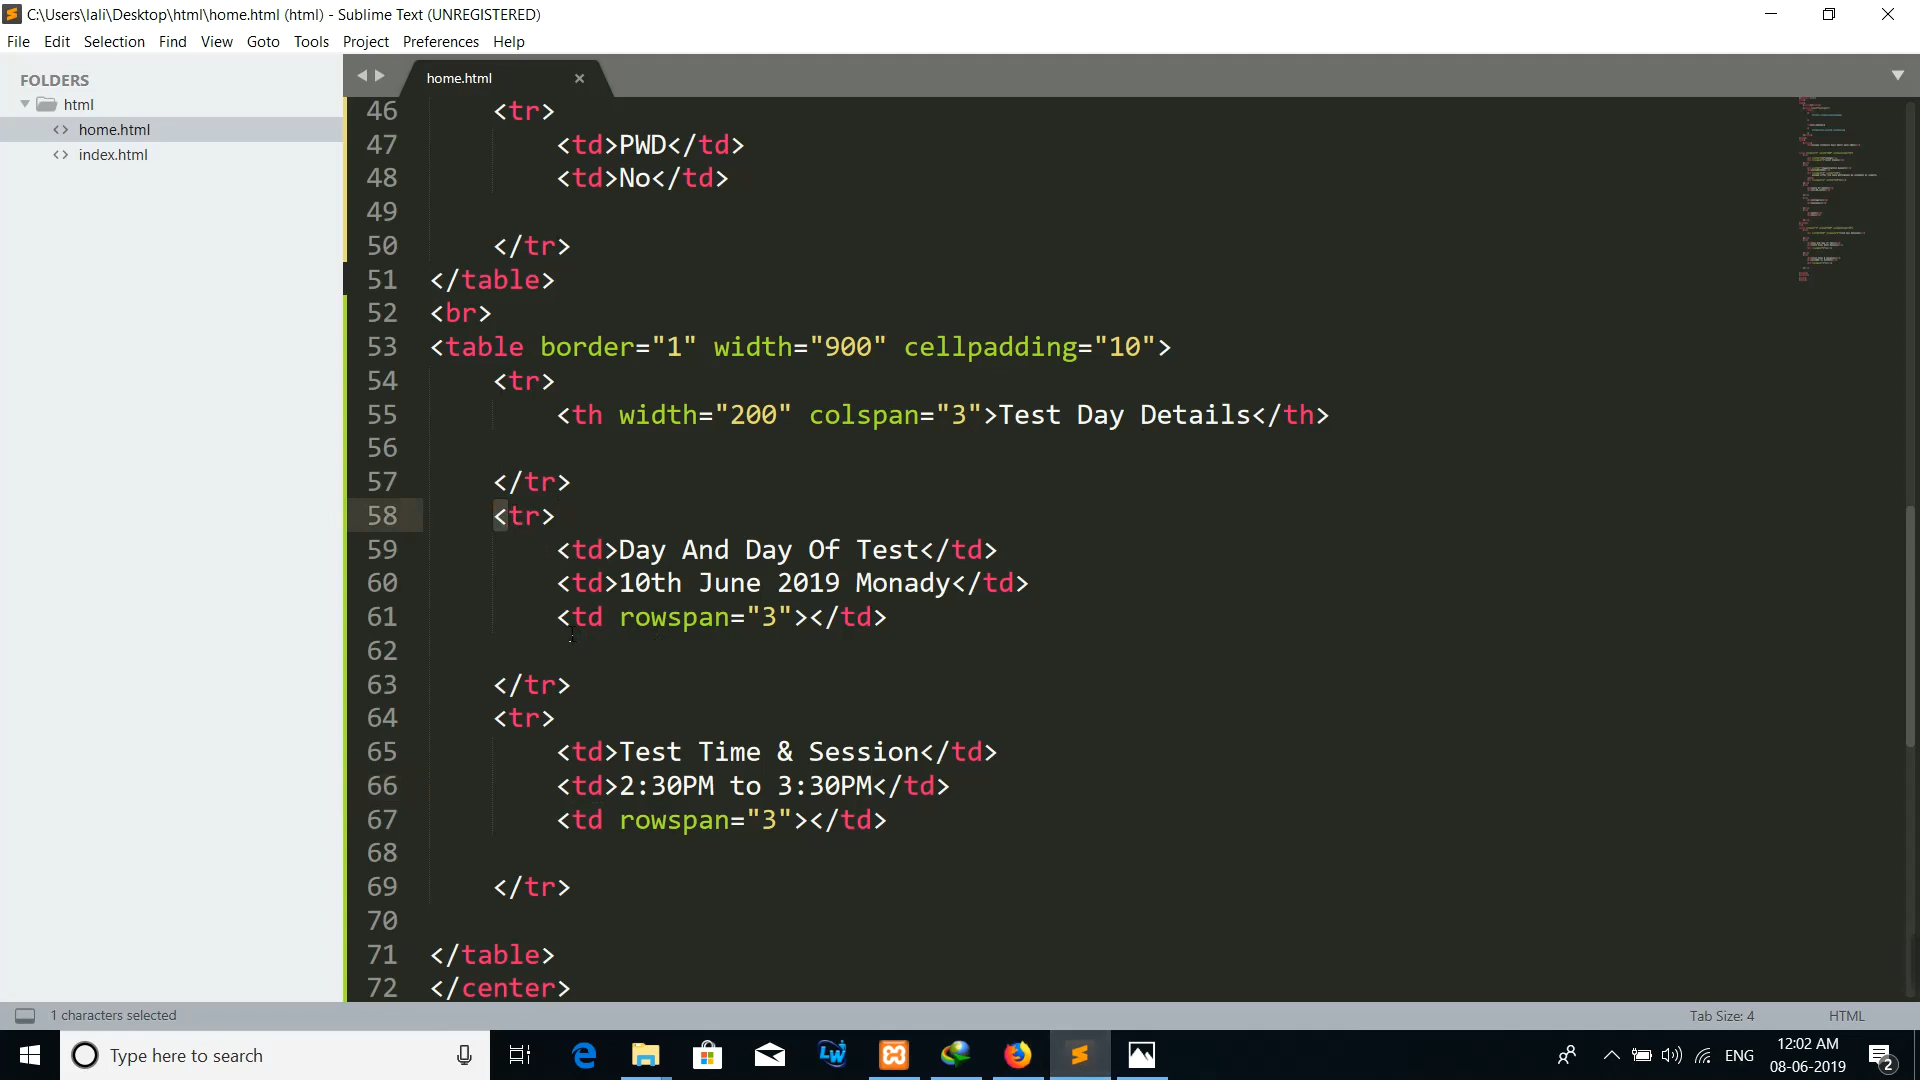 C:\Users\lali\Desktop\html\home.html (html) - Sublime Text (UNREGISTERED)
File Edit Selection Find View Goto Tools Project Preferences Help
FOLDERS
html
home.html
index.html
home.html
46 <tr>
47 <td>PWD</td>
48 <td>No</td>
49
50 </tr>
51 </table>
52 <br>
53 <table border="1" width="900" cellpadding="10">
54 <tr>
55 <th width="200" colspan="3">Test Day Details</th>
56
57 </tr>
58 <tr>
59 <td>Day And Day Of Test</td>
60 <td>10th June 2019 Monady</td>
61 <td rowspan="3"></td>
62
63 </tr>
64 <tr>
65 <td>Test Time & Session</td>
66 <td>2:30PM to 3:30PM</td>
67 <td rowspan="3"></td>
68
69 </tr>
70
71 </table>
72 </center>
1 characters selected
Tab Size: 4
HTML
Type here to search
ENG
12:02 AM
08-06-2019
2